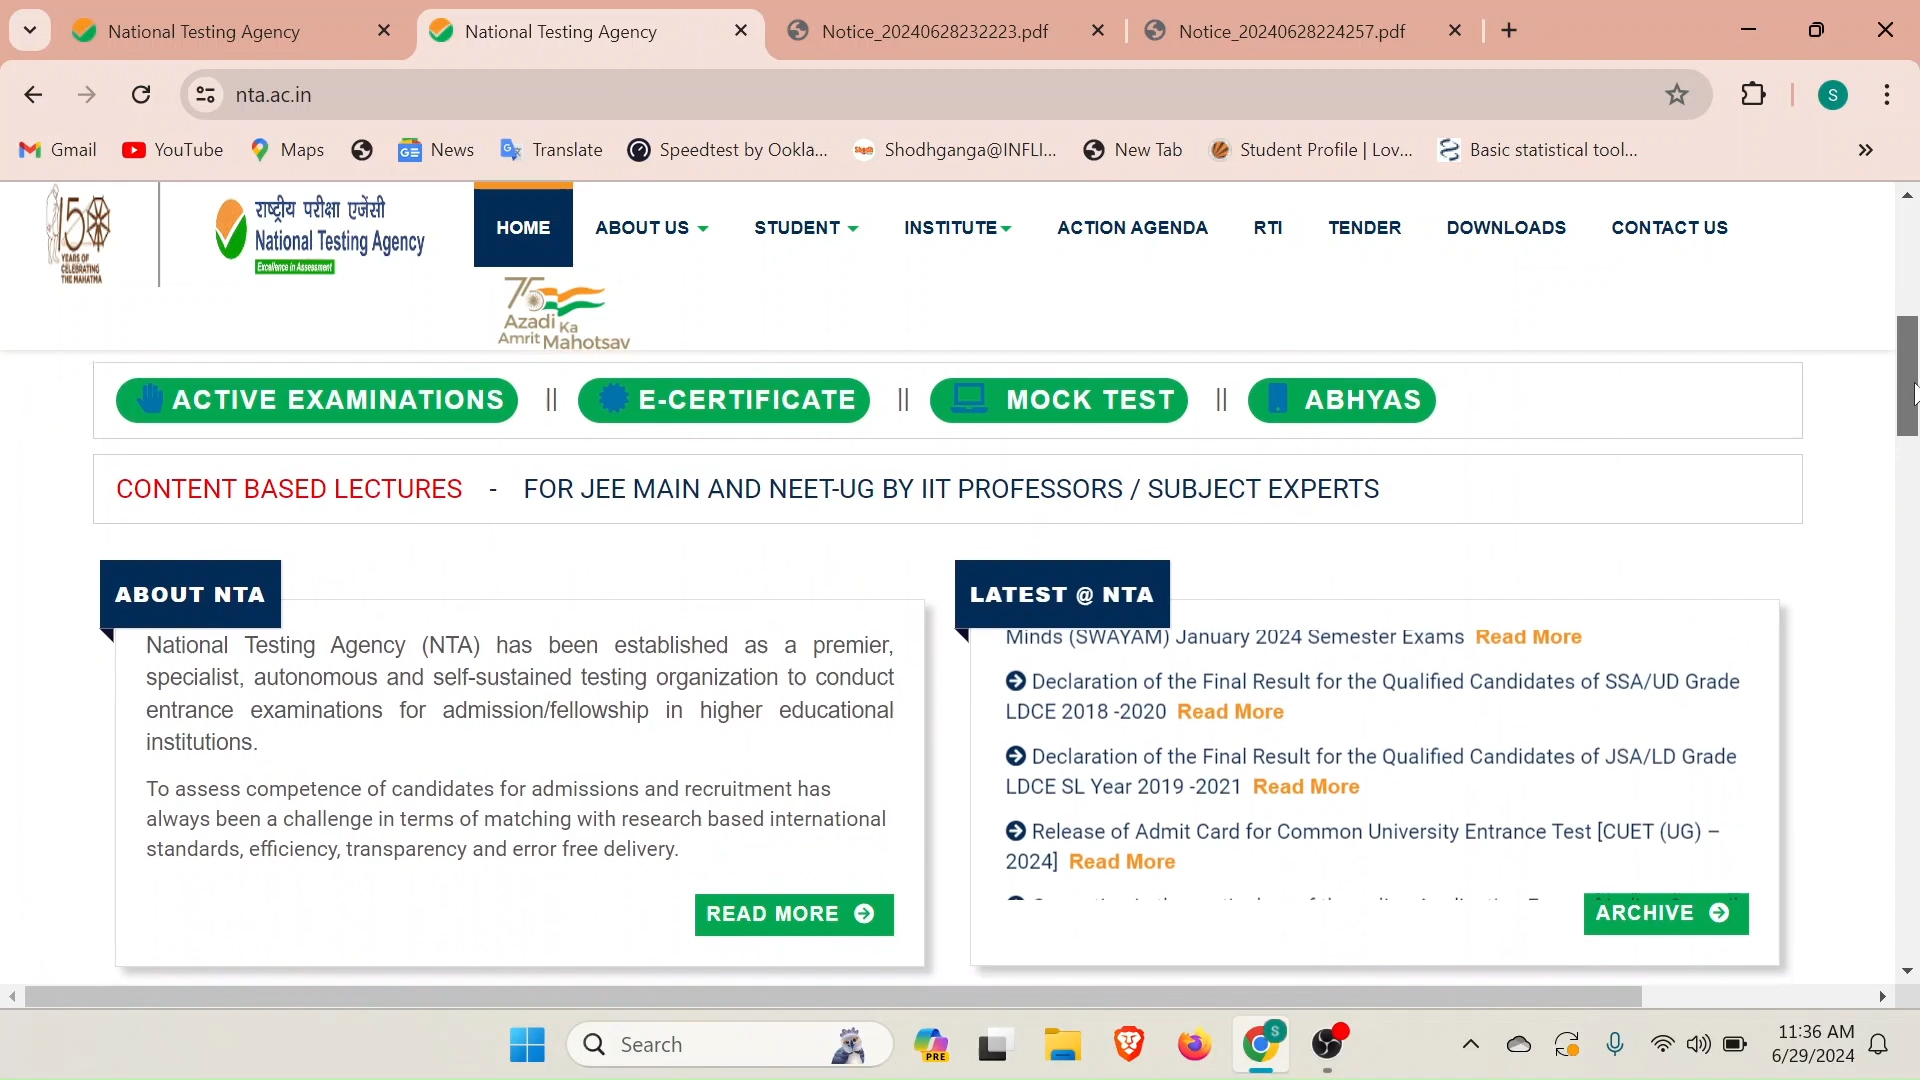 National Testing Agency
National Testing Agency
Notice_20240628232223.pdf
Notice_20240628224257.pdf
nta.ac.in
S
Gmail
YouTube
Maps
News
Translate
Speedtest by Ookla...
Shodhganga@INFLI...
New Tab
Student Profile | Lov...
Basic statistical tool...
150
YEARS OF
CELEBRATING
THE MAHATMA
राष्ट्रीय परीक्षा एजेंसी
National Testing Agency
Excellence in Assessment
HOME
ABOUT US
STUDENT
INSTITUTE
ACTION AGENDA
RTI
TENDER
DOWNLOADS
CONTACT US
75
Azadi Ka
Amrit Mahotsav
ACTIVE EXAMINATIONS || E-CERTIFICATE || MOCK TEST || ABHYAS
CONTENT BASED LECTURES - FOR JEE MAIN AND NEET-UG BY IIT PROFESSORS / SUBJECT EXPERTS
ABOUT NTA
National Testing Agency (NTA) has been established as a premier,
specialist, autonomous and self-sustained testing organization to conduct
entrance examinations for admission/fellowship in higher educational
institutions.
To assess competence of candidates for admissions and recruitment has
always been a challenge in terms of matching with research based international
standards, efficiency, transparency and error free delivery.
READ MORE
LATEST @ NTA
Minds (SWAYAM) January 2024 Semester Exams Read More
Declaration of the Final Result for the Qualified Candidates of SSA/UD Grade
LDCE 2018 -2020 Read More
Declaration of the Final Result for the Qualified Candidates of JSA/LD Grade
LDCE SL Year 2019 -2021 Read More
Release of Admit Card for Common University Entrance Test [CUET (UG) –
2024] Read More
ARCHIVE
Search
PRE
S
11:36 AM
6/29/2024